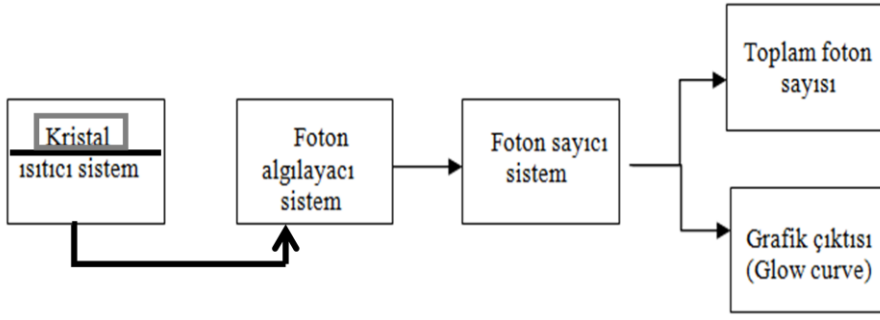 Kristal
ısıtıcı sistem
Foton
algılayacı
sistem
Foton sayıcı
sistem
Toplam foton
sayısı
Grafik çıktısı
(Glow curve)